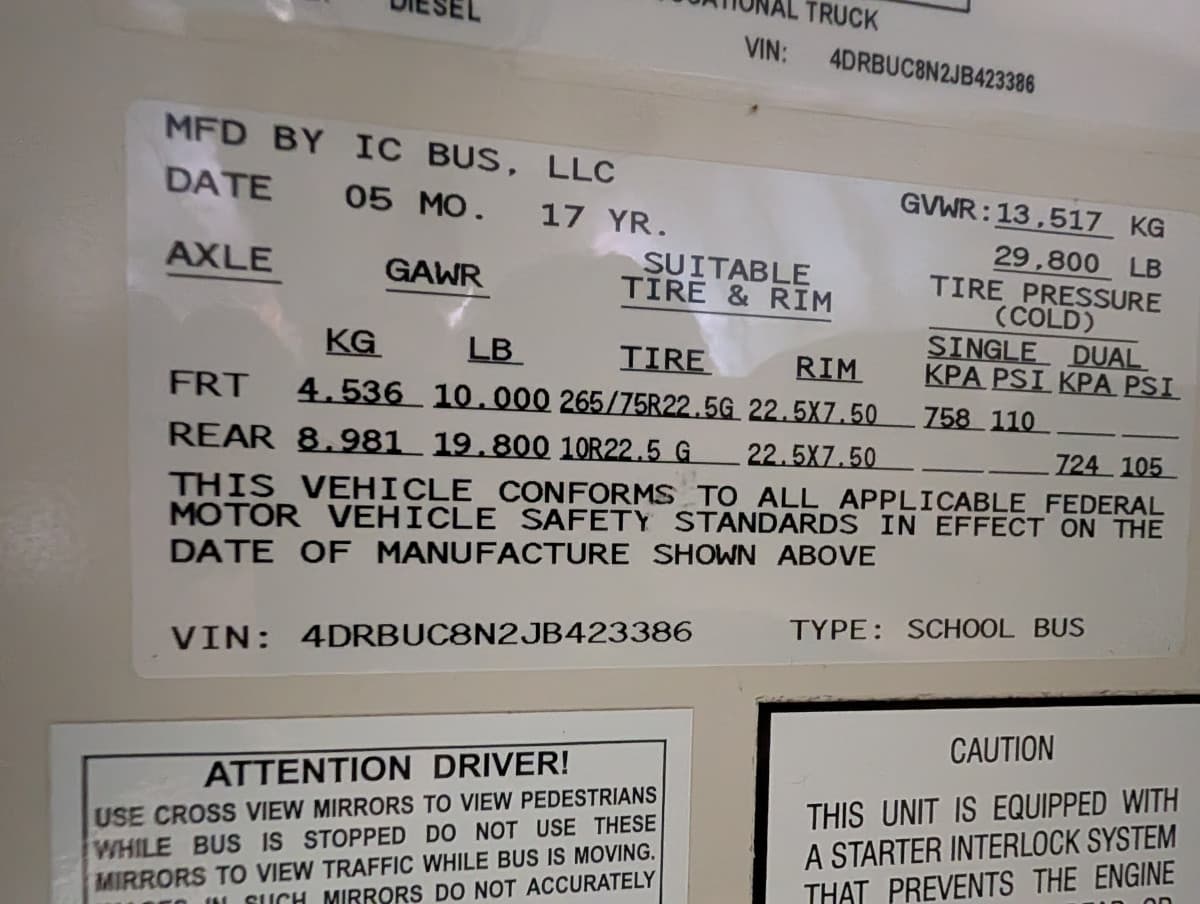 DIESEL
TRUCK
VIN: 4DRBUC8N2JB423386
MFD BY IC BUS, LLC
DATE 05 MO. 17 YR.
GVWR: 13,517 KG
29,800 LB
AXLE GAWR SUITABLE TIRE & RIM
TIRE PRESSURE (COLD)
SINGLE DUAL
KG LB TIRE RIM KPA PSI KPA PSI
FRT 4.536 10.000 265/75R22.5G 22.5X7.50 758 110
REAR 8.981 19.800 10R22.5 G 22.5X7.50 724 105
THIS VEHICLE CONFORMS TO ALL APPLICABLE FEDERAL
MOTOR VEHICLE SAFETY STANDARDS IN EFFECT ON THE
DATE OF MANUFACTURE SHOWN ABOVE
VIN: 4DRBUC8N2JB423386 TYPE: SCHOOL BUS
ATTENTION DRIVER!
USE CROSS VIEW MIRRORS TO VIEW PEDESTRIANS
WHILE BUS IS STOPPED DO NOT USE THESE
MIRRORS TO VIEW TRAFFIC WHILE BUS IS MOVING.
IN SUCH MIRRORS DO NOT ACCURATELY
CAUTION
THIS UNIT IS EQUIPPED WITH
A STARTER INTERLOCK SYSTEM
THAT PREVENTS THE ENGINE